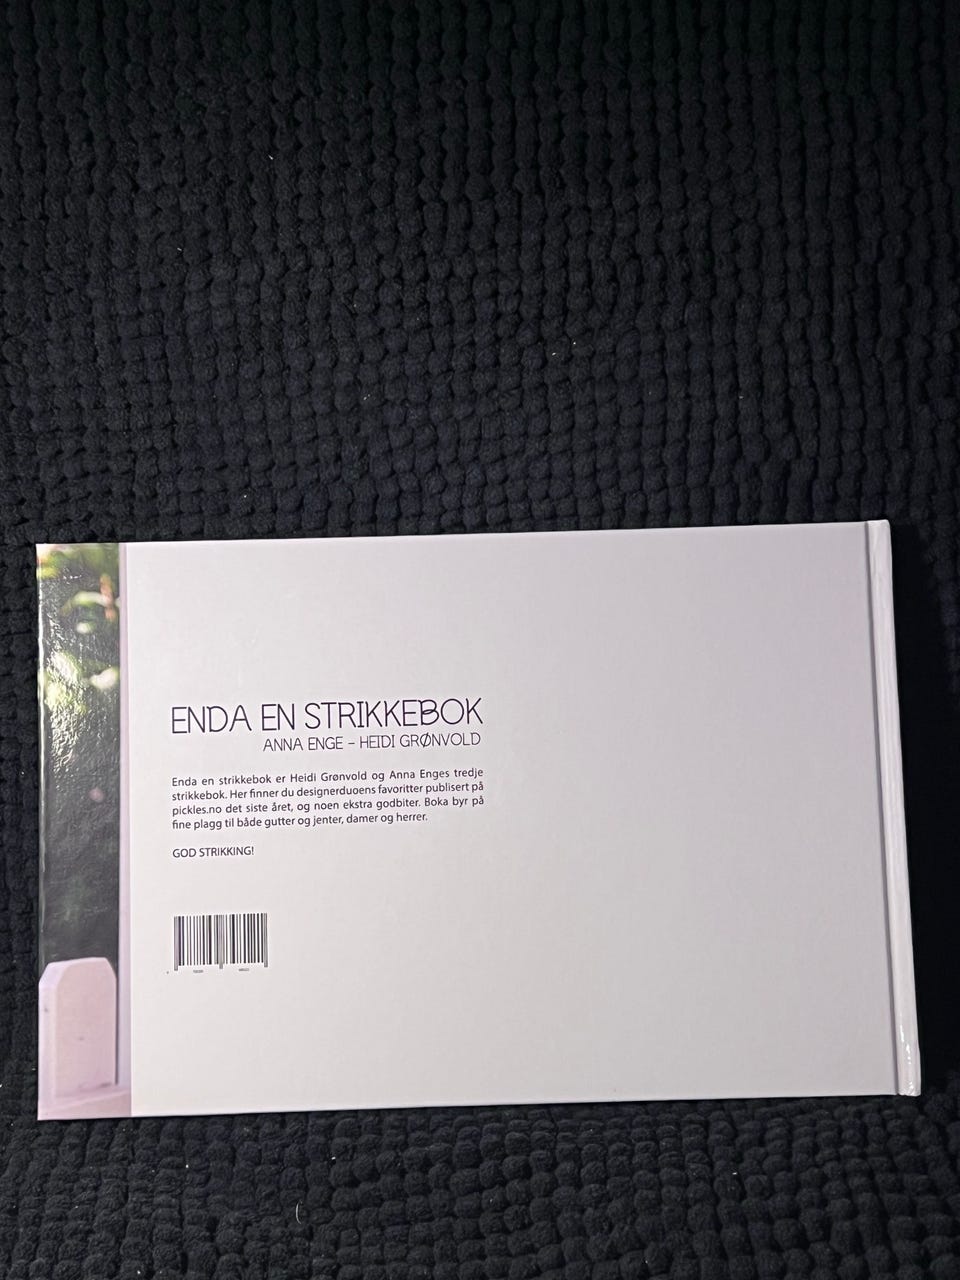 ENDA EN STRIKKEBOK
ANNA ENGE – HEIDI GRØNVOLD
Enda en strikkebok er Heidi Grønvold og Anna Enges tredje
strikkebok. Her finner du designerduoens favoritter publisert på
pickles.no det siste året, og noen ekstra godbiter. Boka byr på
fine plagg til både gutter og jenter, damer og herrer.
GOD STRIKKING!